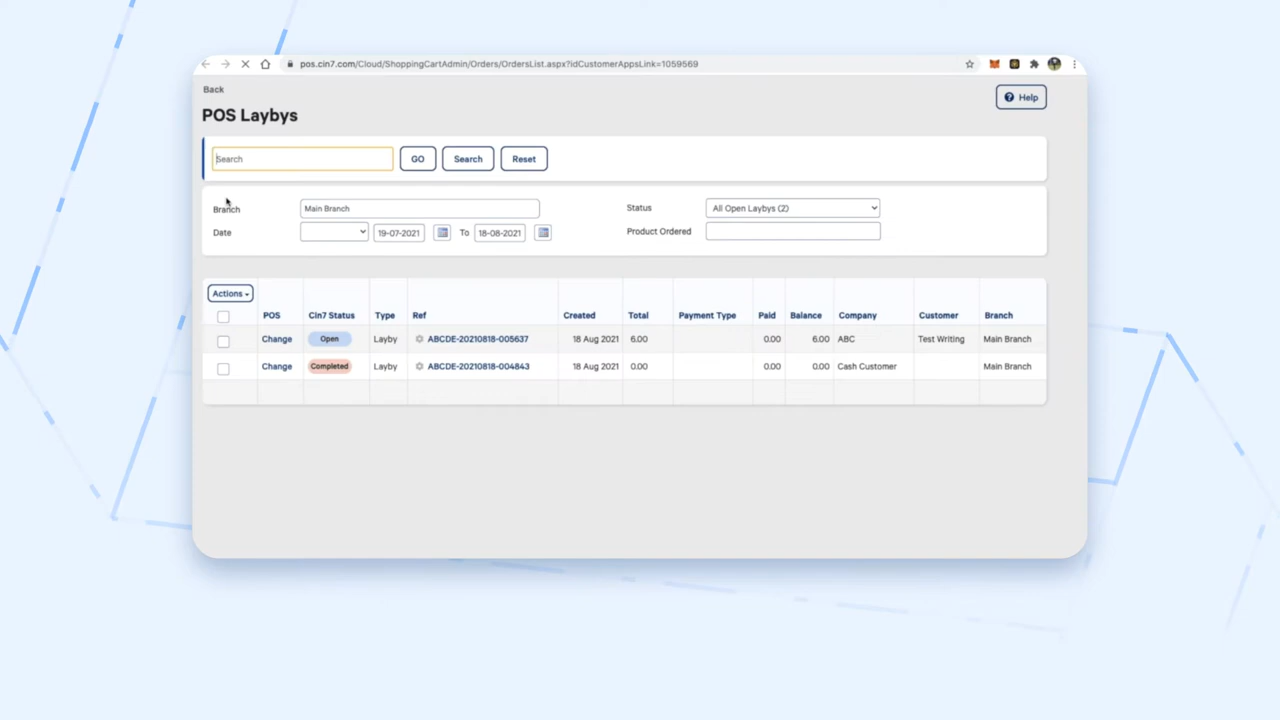 pos.cin7.com/Cloud/ShoppingCartAdmin/Orders/OrdersList.aspx?idCustomerAppsLink=1059569
Back
Help
POS Laybys
Search GO Search Reset
Branch Main Branch Status All Open Laybys (2)
Date 19-07-2021 To 18-08-2021 Product Ordered
Actions
POS Cin7 Status Type Ref Created Total Payment Type Paid Balance Company Customer Branch
Change Open Layby ABCDE-20210818-005637 18 Aug 2021 6.00 0.00 6.00 ABC Test Writing Main Branch
Change Completed Layby ABCDE-20210818-004843 18 Aug 2021 0.00 0.00 0.00 Cash Customer Main Branch